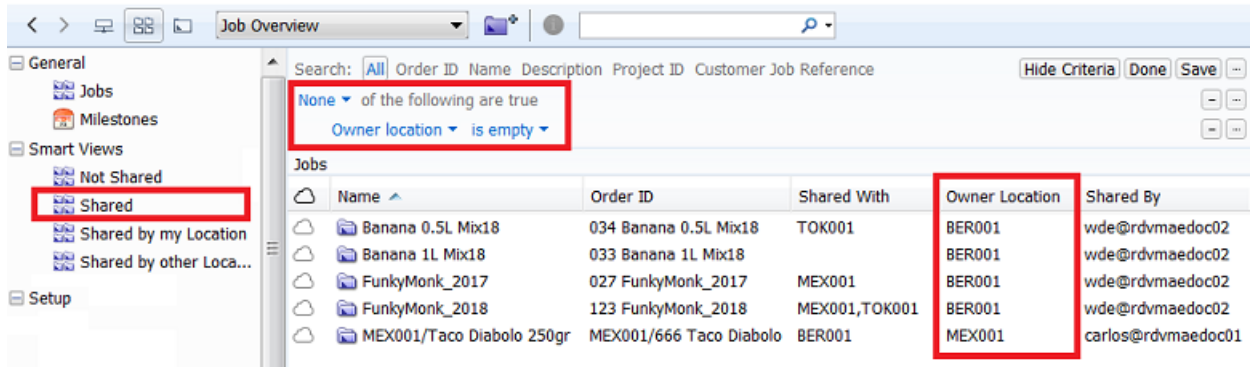 Job Overview
General
Jobs
Milestones
Smart Views
Not Shared
Shared
Shared by my Location
Shared by other Loca...
Setup
Search: All Order ID Name Description Project ID Customer Job Reference Hide Criteria Done Save ...
None of the following are true
Owner location is empty
Jobs
Name Order ID Shared With Owner Location Shared By
Banana 0.5L Mix18 034 Banana 0.5L Mix18 TOK001 BER001 wde@rdvmaedoc02
Banana 1L Mix18 033 Banana 1L Mix18 BER001 wde@rdvmaedoc02
FunkyMonk_2017 027 FunkyMonk_2017 MEX001 BER001 wde@rdvmaedoc02
FunkyMonk_2018 123 FunkyMonk_2018 MEX001,TOK001 BER001 wde@rdvmaedoc02
MEX001/Taco Diabolo 250gr MEX001/666 Taco Diabolo BER001 MEX001 carlos@rdvmaedoc01